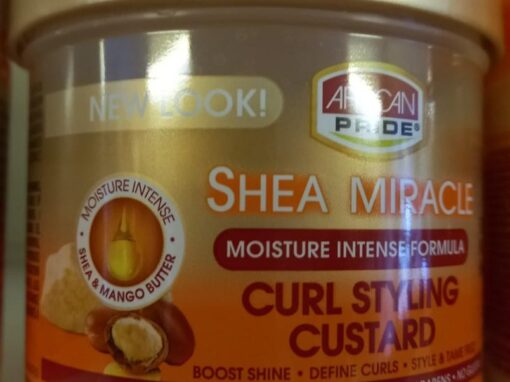 NEW LOOK!
AFRICAN
PRIDE®
SHEA MIRACLE
MOISTURE INTENSE FORMULA
• MOISTURE INTENSE •
SHEA & MANGO BUTTER
CURL STYLING
CUSTARD
BOOST SHINE • DEFINE CURLS • STYLE & TAME